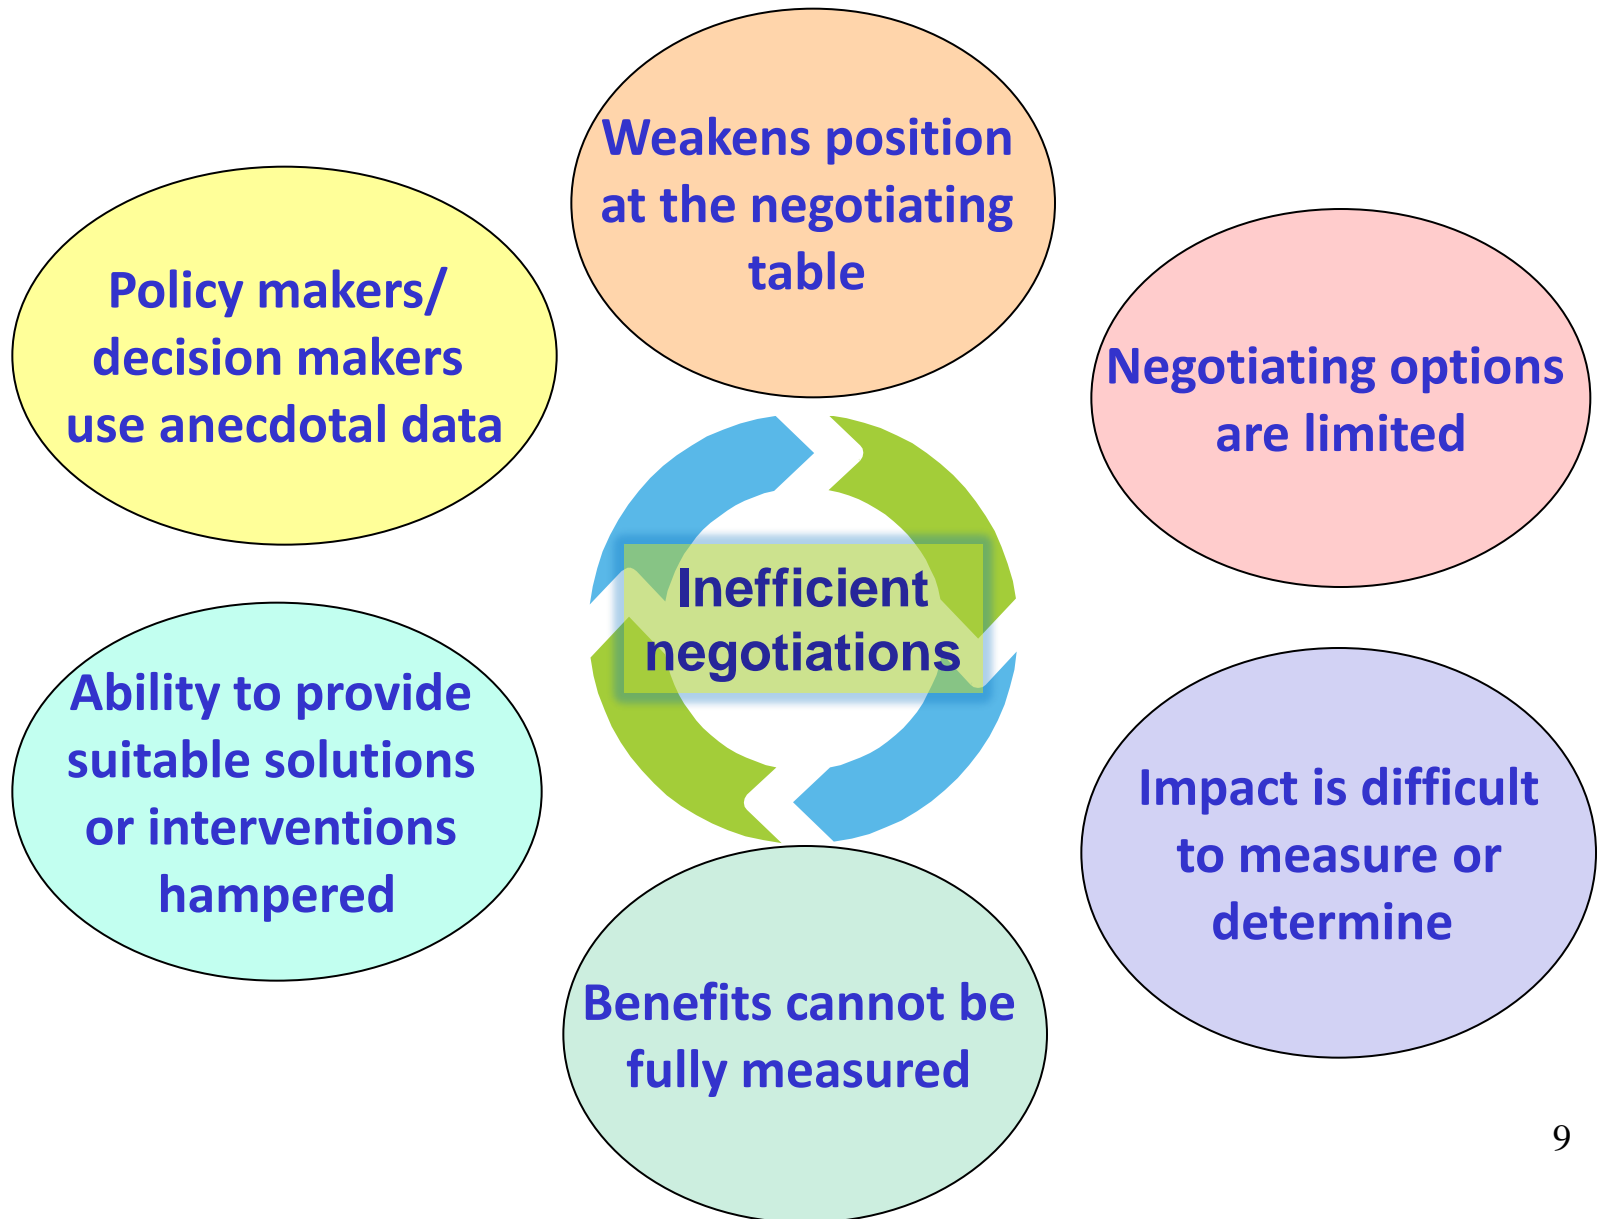 Weakens position
at the negotiating
table
Policy makers/
decision makers
use anecdotal data
Negotiating options
are limited
Inefficient
negotiations
Ability to provide
suitable solutions
or interventions
hampered
Impact is difficult
to measure or
determine
Benefits cannot be
fully measured
9